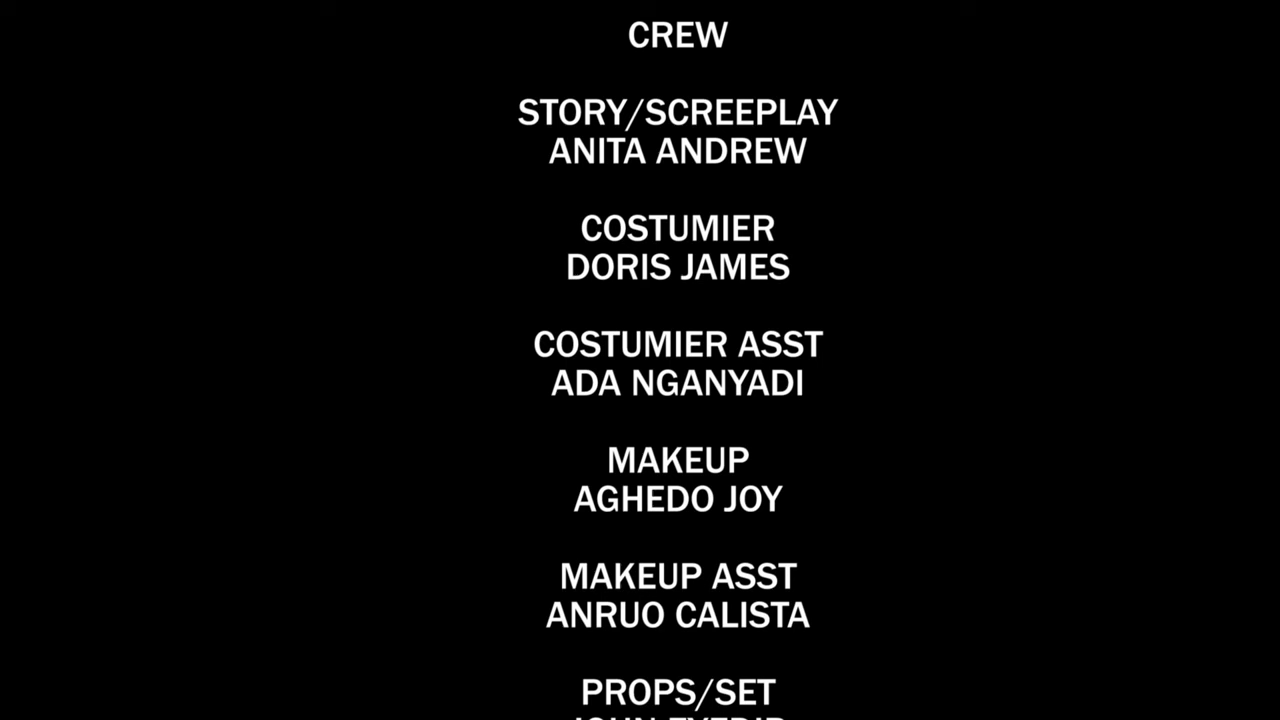 CREW
STORY/SCREEPLAY
ANITA ANDREW
COSTUMIER
DORIS JAMES
COSTUMIER ASST
ADA NGANYADI
MAKEUP
AGHEDO JOY
MAKEUP ASST
ANRUO CALISTA
PROPS/SET
JOHN